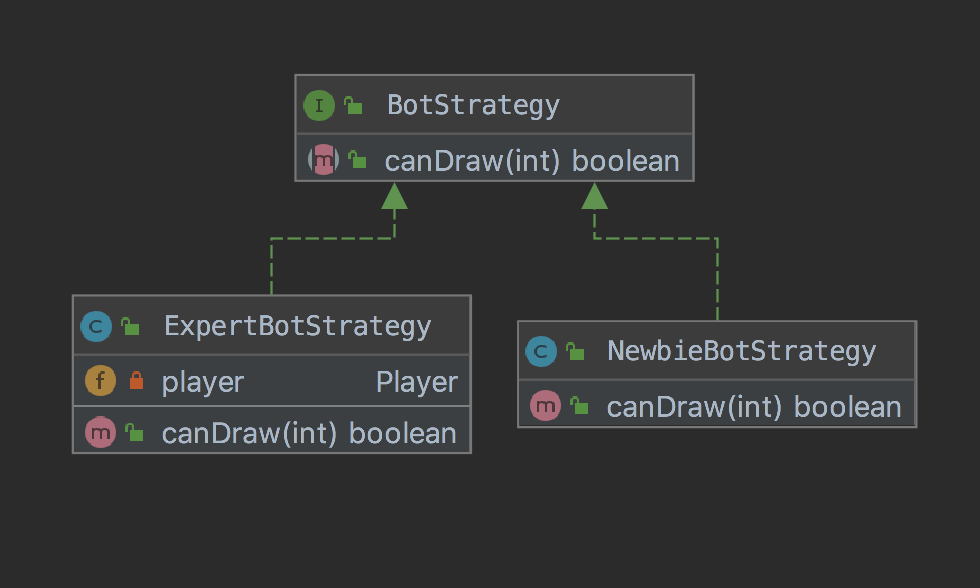 I BotStrategy
m canDraw(int) boolean
C ExpertBotStrategy
f player Player
m canDraw(int) boolean
C NewbieBotStrategy
m canDraw(int) boolean